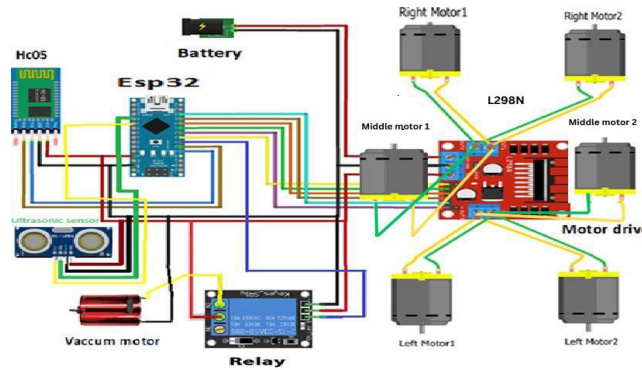 Right Motor1
Right Motor2
Battery
Hc05
Esp32
L298N
Middle motor 1
Middle motor 2
Ultrasonic sensor
Motor drive
Vaccum motor
Relay
Left Motor1
Left Motor2